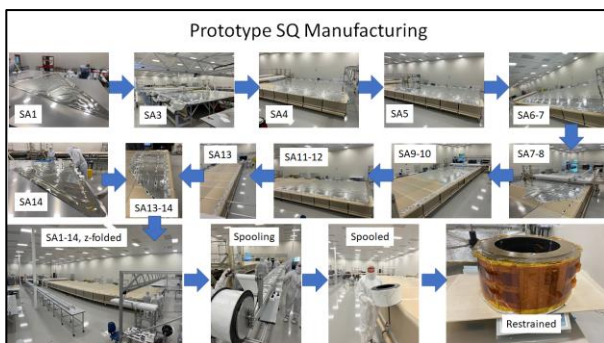 Prototype SQ Manufacturing
SA1
SA3
SA4
SA5
SA6-7
SA14
SA13-14
SA13
SA11-12
SA9-10
SA7-8
SA1-14, z-folded
Spooling
Spooled
Restrained